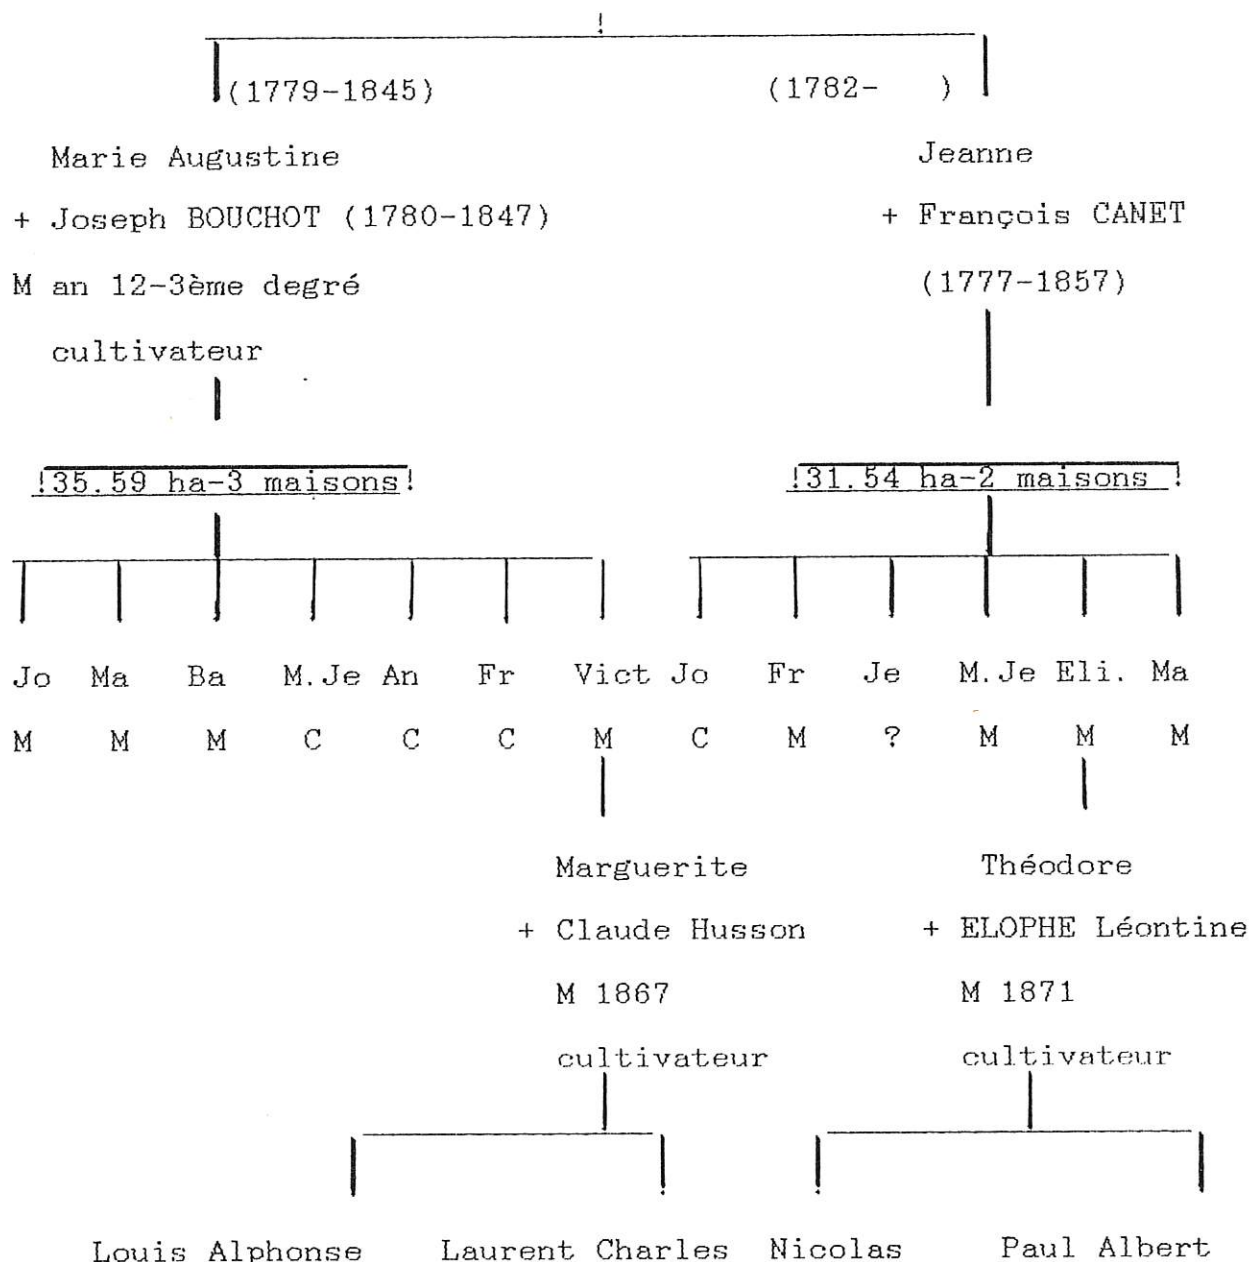 (1779-1845) (1782- )
Marie Augustine Jeanne
+ Joseph BOUCHOT (1780-1847) + François CANET
M an 12-3ème degré (1777-1857)
cultivateur
!35.59 ha-3 maisons! !31.54 ha-2 maisons !
Jo Ma Ba M.Je An Fr Vict Jo Fr Je M.Je Eli. Ma
M M M C C C M C M ? M M M
Marguerite Théodore
+ Claude Husson + ELOPHE Léontine
M 1867 M 1871
cultivateur cultivateur
Louis Alphonse Laurent Charles Nicolas Paul Albert